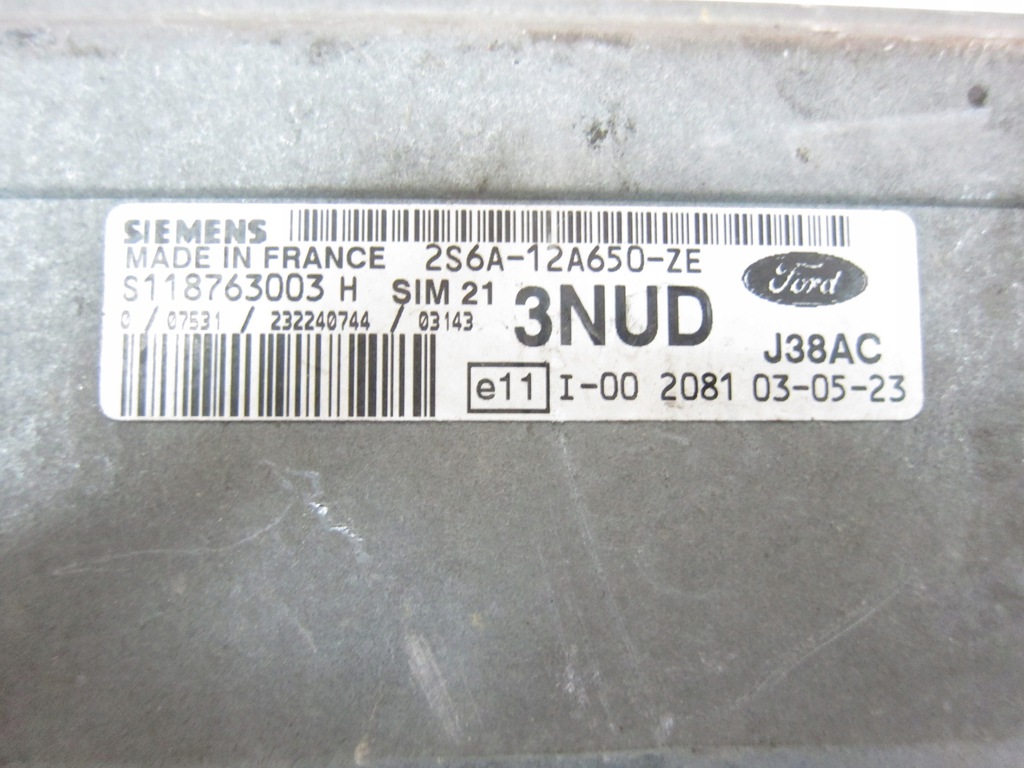 SIEMENS
MADE IN FRANCE 2S6A-12A650-ZE
Ford
S118763003 H SIM 21 3NUD
0 / 07531 / 232240744 / 03143
J38AC
e11 I-00 2081 03-05-23